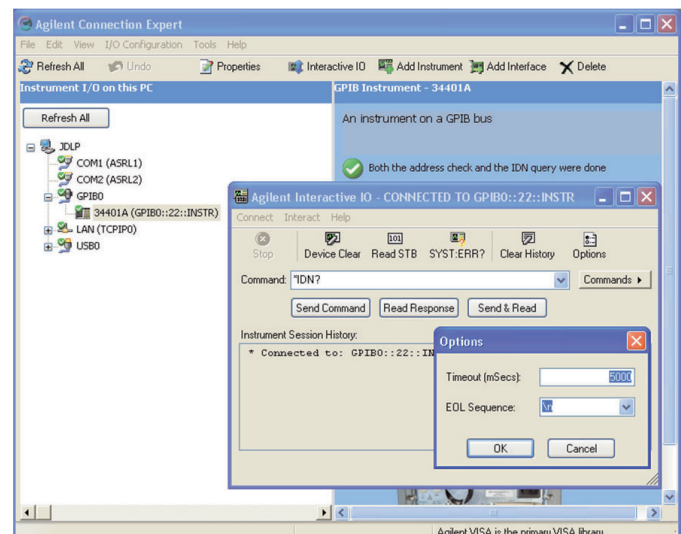 Agilent Connection Expert
File Edit View I/O Configuration Tools Help
Refresh All Undo Properties Interactive IO Add Instrument Add Interface Delete
Instrument I/O on this PC
GPIB Instrument - 34401A
Refresh All
An instrument on a GPIB bus
JDLP
COM1 (ASRL1)
COM2 (ASRL2)
GPIB0
34401A (GPIB0::22::INSTR)
LAN (TCPIP0)
USB0
Both the address check and the IDN query were done
Agilent Interactive IO - CONNECTED TO GPIB0::22::INSTR
Connect Interact Help
Stop Device Clear Read STB SYST:ERR? Clear History Options
101
Command: *IDN? Commands
Send Command Read Response Send & Read
Instrument Session History:
* Connected to: GPIB0::22::IN
Options
Timeout (mSecs): 5000
EOL Sequence: \n
OK Cancel
Agilent VISA is the primary VISA library